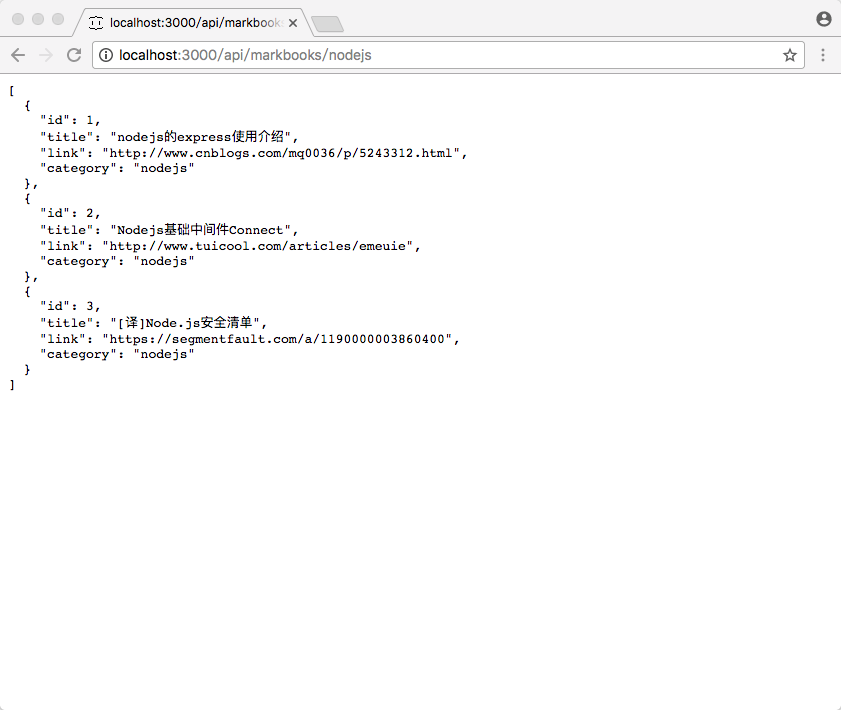 localhost:3000/api/markbook
localhost:3000/api/markbooks/nodejs
[
  {
    "id": 1,
    "title": "nodejs的express使用介绍",
    "link": "http://www.cnblogs.com/mq0036/p/5243312.html",
    "category": "nodejs"
  },
  {
    "id": 2,
    "title": "Nodejs基础中间件Connect",
    "link": "http://www.tuicool.com/articles/emeuie",
    "category": "nodejs"
  },
  {
    "id": 3,
    "title": "[译]Node.js安全清单",
    "link": "https://segmentfault.com/a/1190000003860400",
    "category": "nodejs"
  }
]